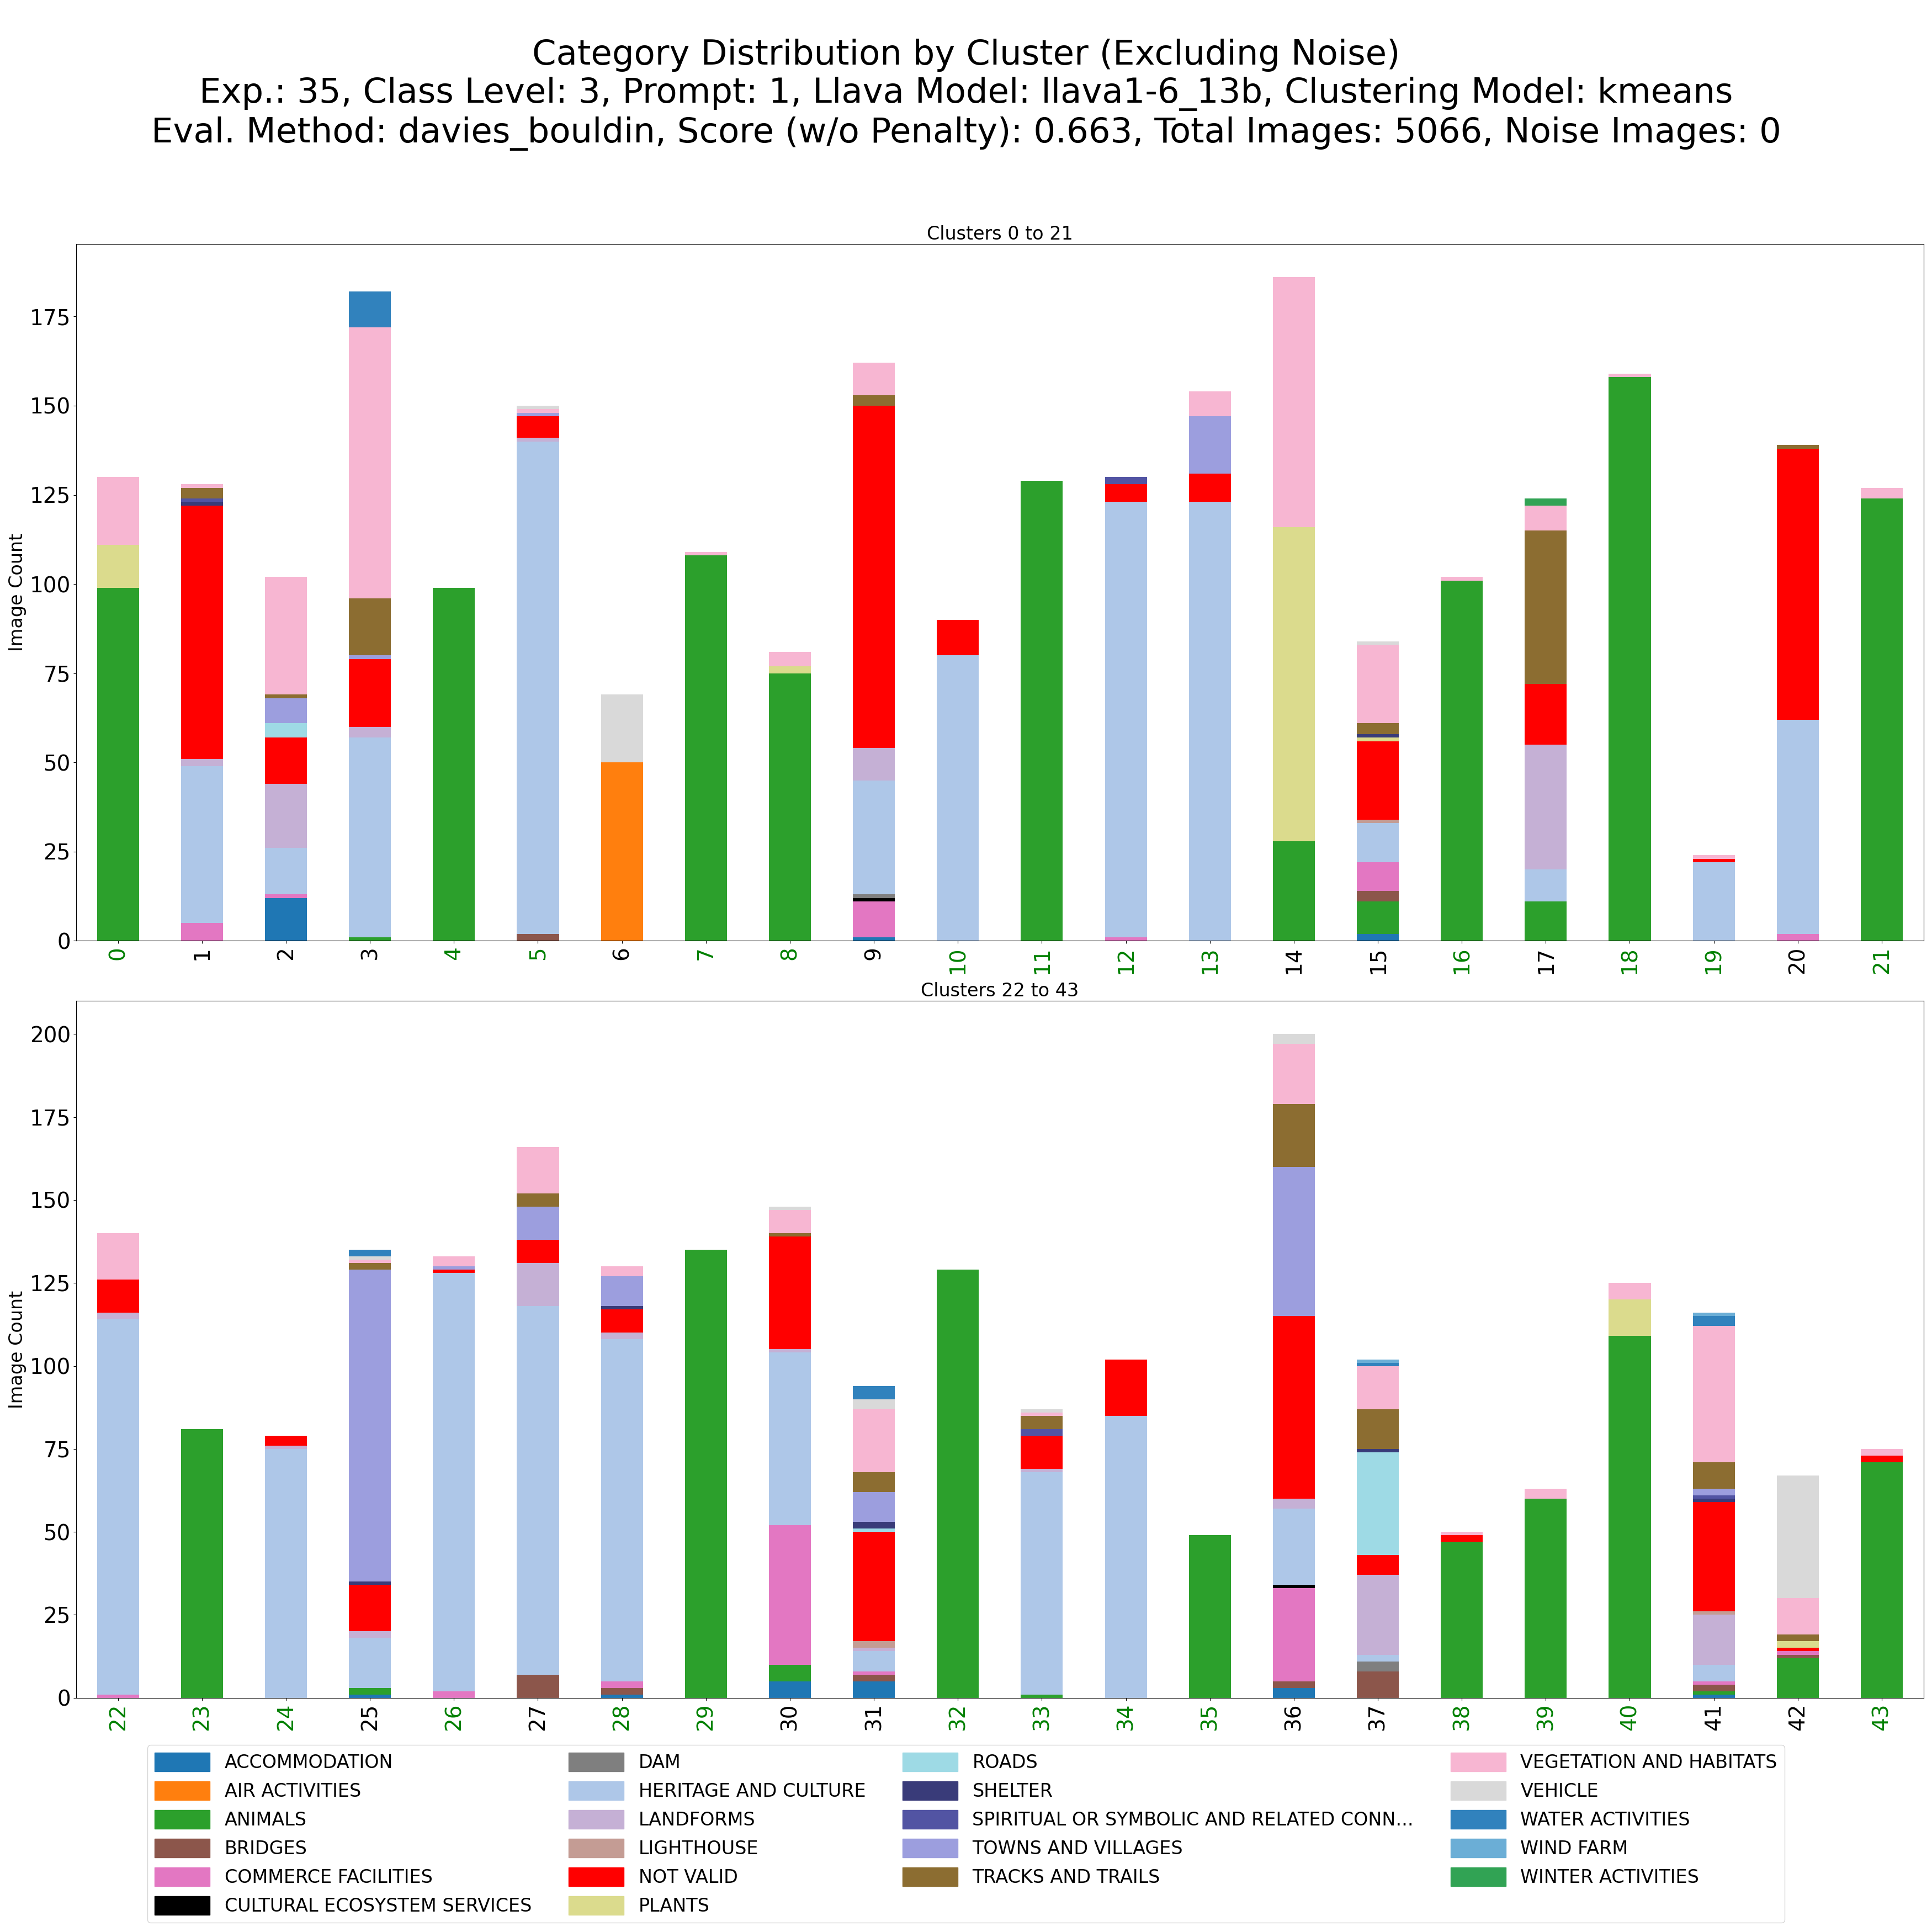 Category Distribution by Cluster (Excluding Noise)
Exp.: 35, Class Level: 3, Prompt: 1, Llava Model: llava1-6_13b, Clustering Model: kmeans
Eval. Method: davies_bouldin, Score (w/o Penalty): 0.663, Total Images: 5066, Noise Images: 0
Clusters 0 to 21
Image Count
175
150
125
100
75
50
25
0
0 1 2 3 4 5 6 7 8 9 10 11 12 13 14 15 16 17 18 19 20 21
Clusters 22 to 43
Image Count
200
175
150
125
100
75
50
25
0
22 23 24 25 26 27 28 29 30 31 32 33 34 35 36 37 38 39 40 41 42 43
ACCOMMODATION
AIR ACTIVITIES
ANIMALS
BRIDGES
COMMERCE FACILITIES
CULTURAL ECOSYSTEM SERVICES
DAM
HERITAGE AND CULTURE
LANDFORMS
LIGHTHOUSE
NOT VALID
PLANTS
ROADS
SHELTER
SPIRITUAL OR SYMBOLIC AND RELATED CONN...
TOWNS AND VILLAGES
TRACKS AND TRAILS
VEGETATION AND HABITATS
VEHICLE
WATER ACTIVITIES
WIND FARM
WINTER ACTIVITIES